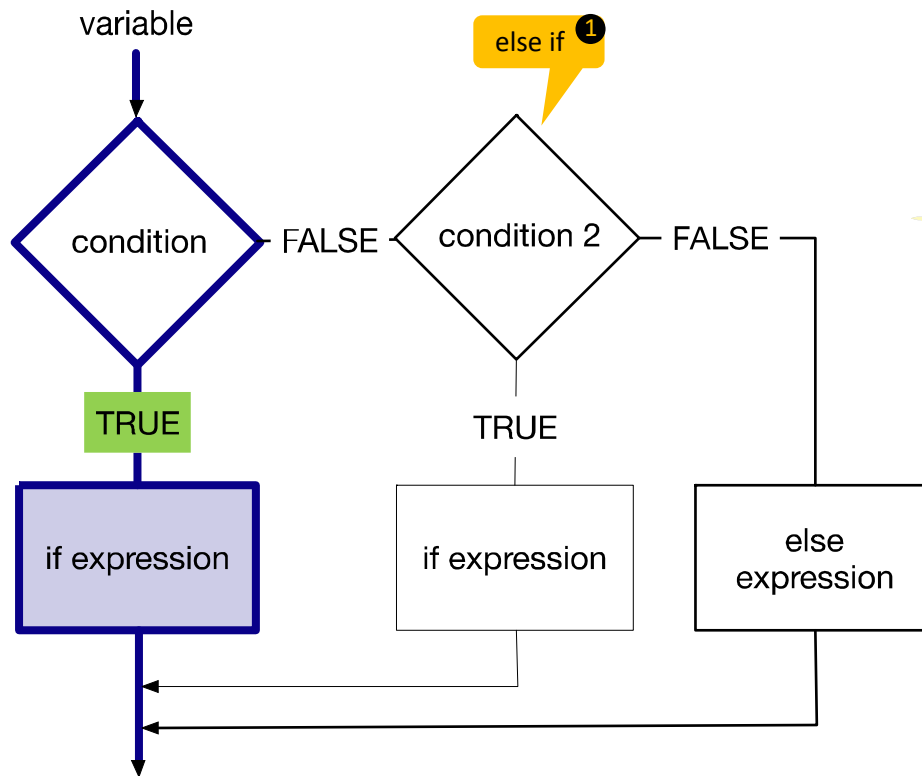 variable
else if 1
condition
FALSE
condition 2
FALSE
TRUE
TRUE
if expression
if expression
else
expression